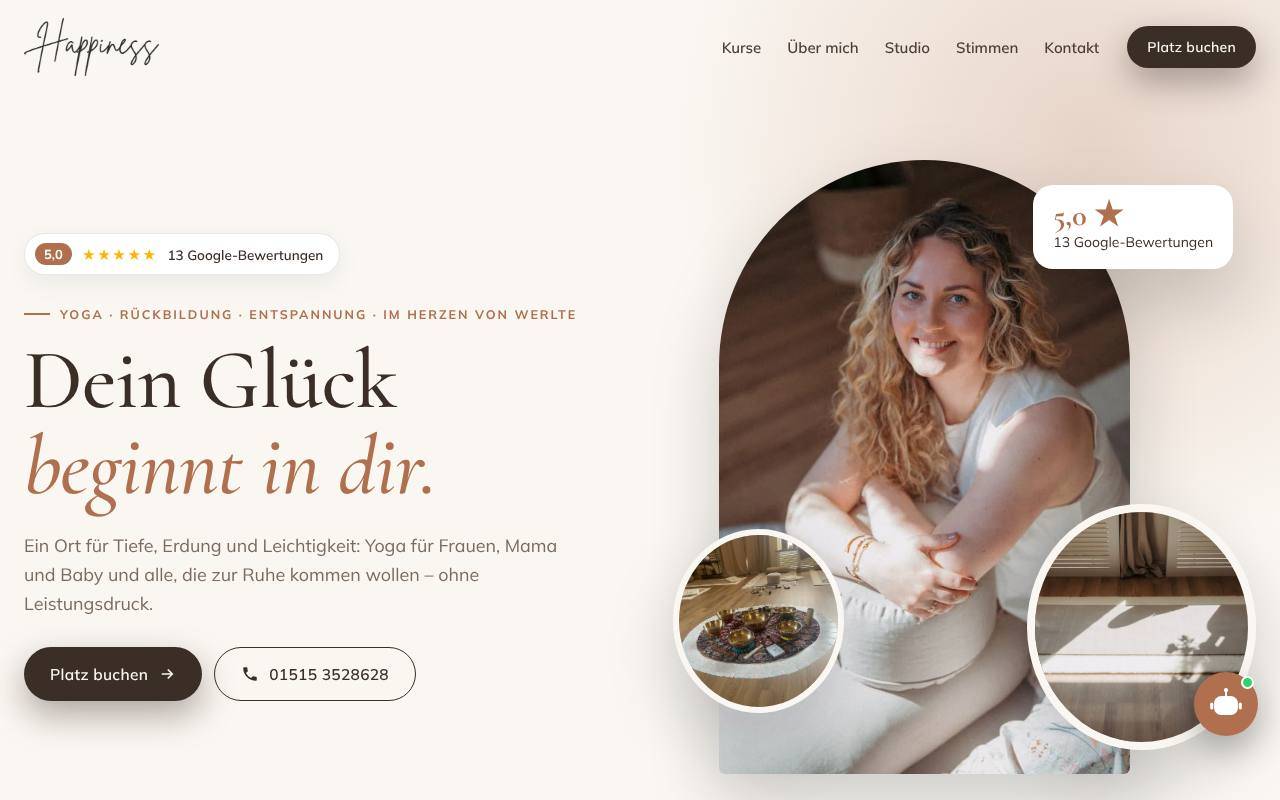 Happiness
Kurse
Über mich
Studio
Stimmen
Kontakt
Platz buchen
5,0 ★
13 Google-Bewertungen
5,0 ★★★★★ 13 Google-Bewertungen
YOGA · RÜCKBILDUNG · ENTSPANNUNG · IM HERZEN VON WERLTE
Dein Glück
beginnt in dir.
Ein Ort für Tiefe, Erdung und Leichtigkeit: Yoga für Frauen, Mama
und Baby und alle, die zur Ruhe kommen wollen – ohne
Leistungsdruck.
Platz buchen →
01515 3528628